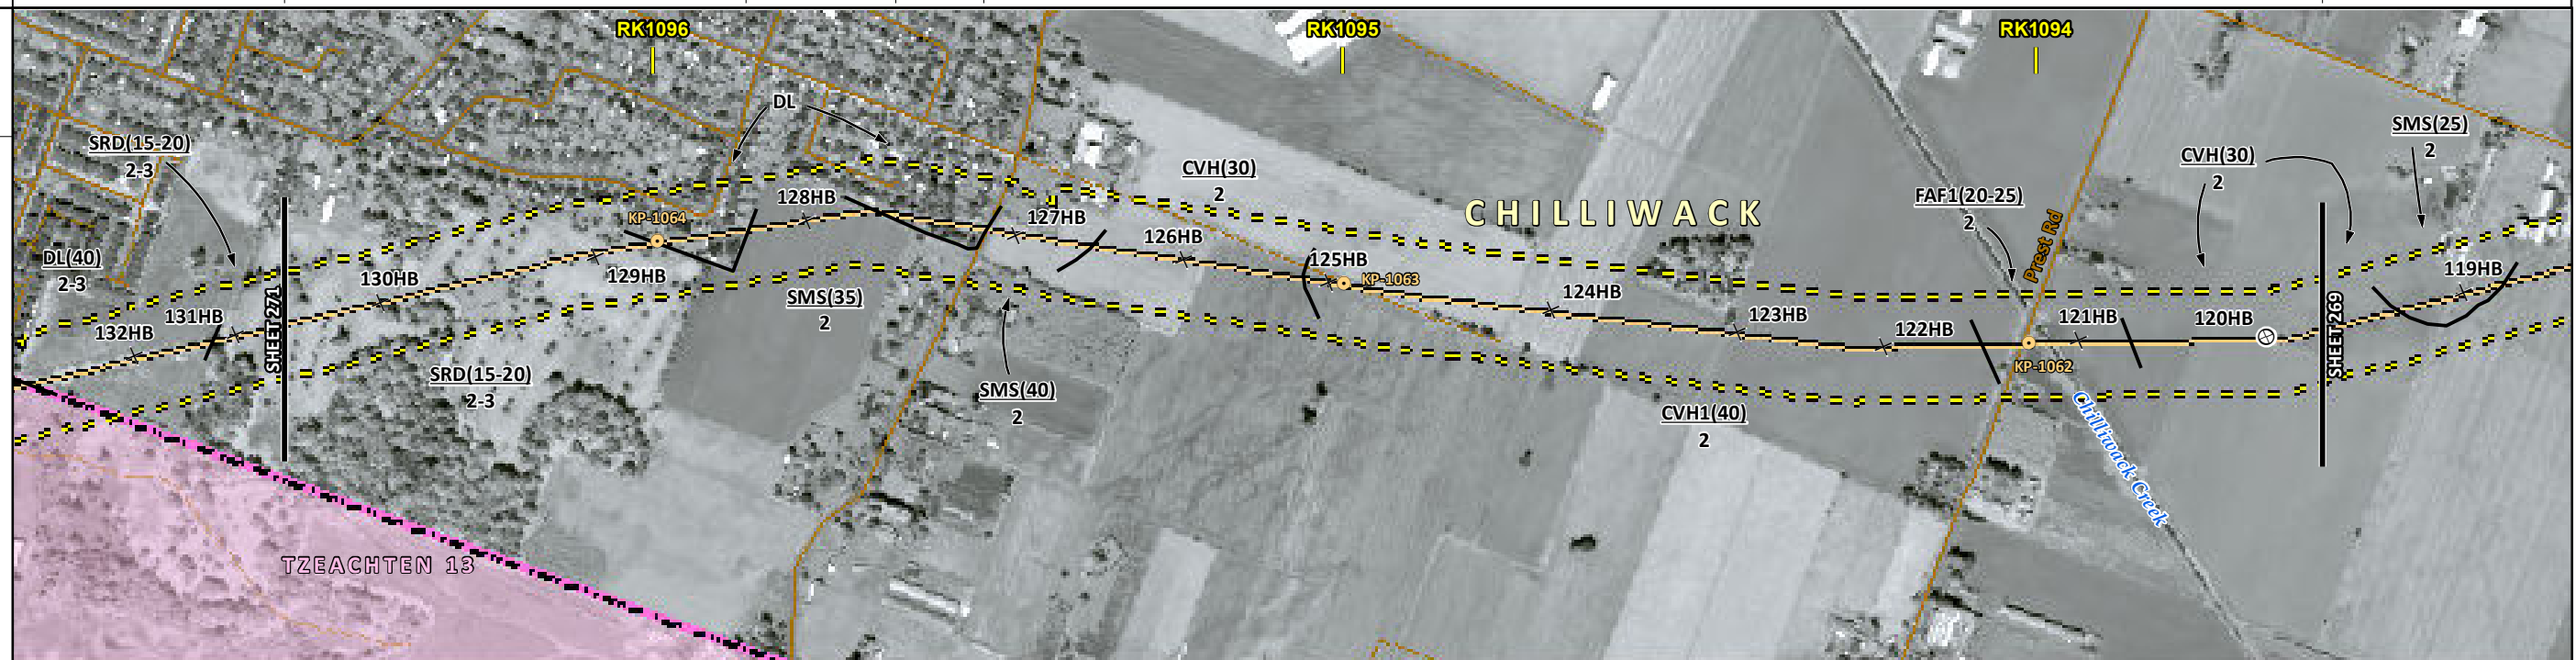 RK1096
RK1095
RK1094
DL
SRD(15-20)
2-3
SMS(25)
2
CVH(30)
2
CVH(30)
2
FAF1(20-25)
2
CHILLIWACK
128HB
KP-1064
127HB
126HB
125HB
KP-1063
Prest Rd
DL(40)
2-3
129HB
130HB
131HB
132HB
SHEET 271
SMS(35)
2
124HB
123HB
122HB
121HB
120HB
119HB
SHEET 269
KP-1062
SRD(15-20)
2-3
SMS(40)
2
CVH1(40)
2
Chilliwack Creek
TZEACHTEN 13